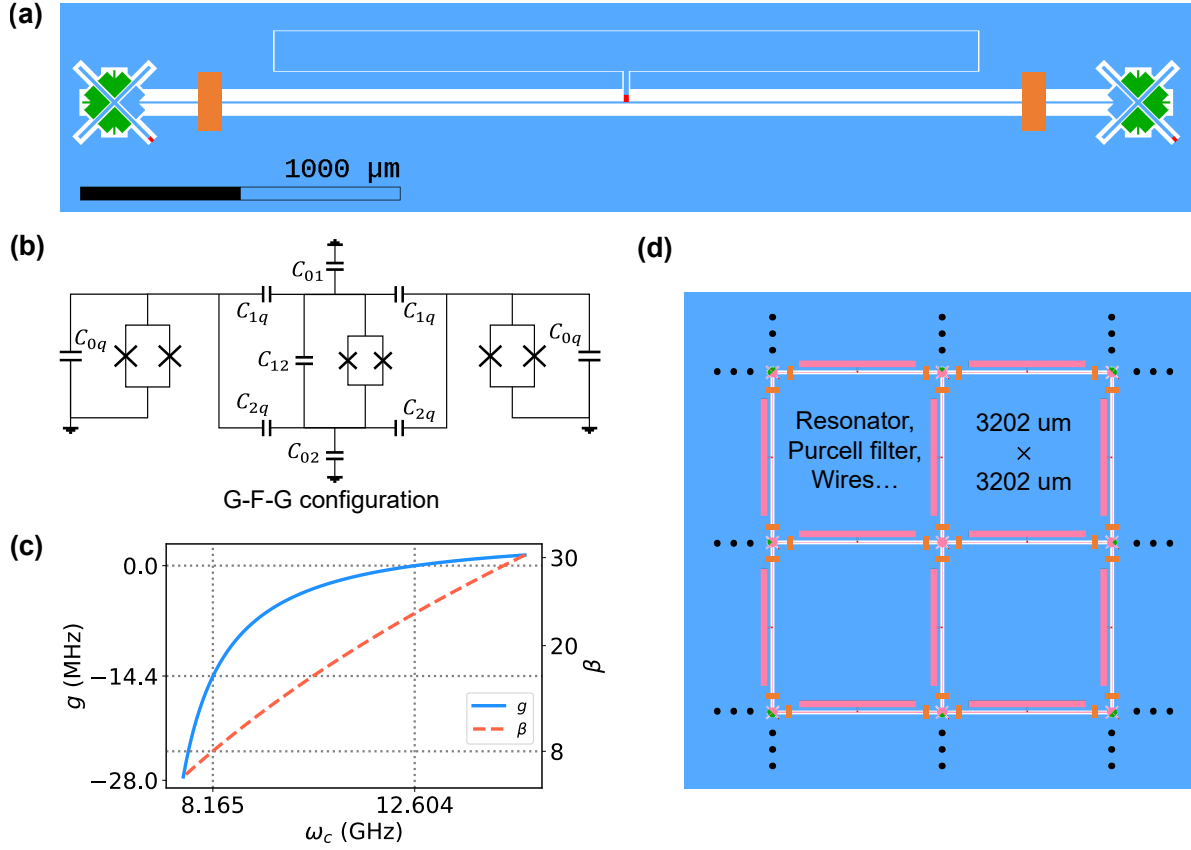 (a)
1000 μm
(b)
C01
C1q C1q
C0q C12 C0q
C2q C2q
C02
G-F-G configuration
(c)
g (MHz)
0.0
−14.4
−28.0
30
20
8
β
g
β
8.165 12.604
ωc (GHz)
(d)
Resonator,
Purcell filter,
Wires…
3202 um
×
3202 um